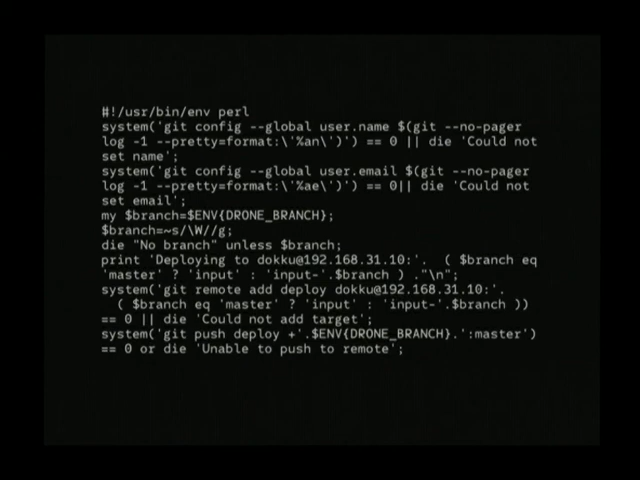 #!/usr/bin/env perl
system('git config --global user.name $(git --no-pager
log -1 --pretty=format:\'%an\')') == 0 || die 'Could not
set name';
system('git config --global user.email $(git --no-pager
log -1 --pretty=format:\'%ae\')') == 0|| die 'Could not
set email';
my $branch=$ENV{DRONE_BRANCH};
$branch=~s/\W//g;
die "No branch" unless $branch;
print 'Deploying to dokku@192.168.31.10:'.  ( $branch eq
'master' ? 'input' : 'input-'.$branch ) ."\n";
system('git remote add deploy dokku@192.168.31.10:'.
  ( $branch eq 'master' ? 'input' : 'input-'.$branch ))
== 0 || die 'Could not add target';
system('git push deploy +'.$ENV{DRONE_BRANCH}.':master')
== 0 or die 'Unable to push to remote';